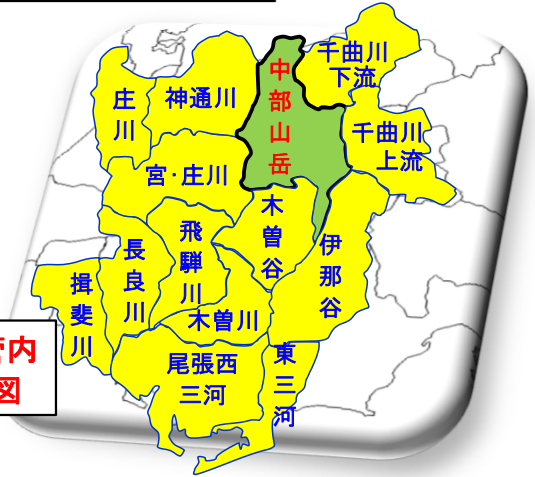 千曲川
下流
中部山岳
庄川
神通川
千曲川
上流
宮・庄川
木曽谷
飛騨川
伊那谷
長良川
揖斐川
木曽川
管内
図
尾張西
三河
東三河